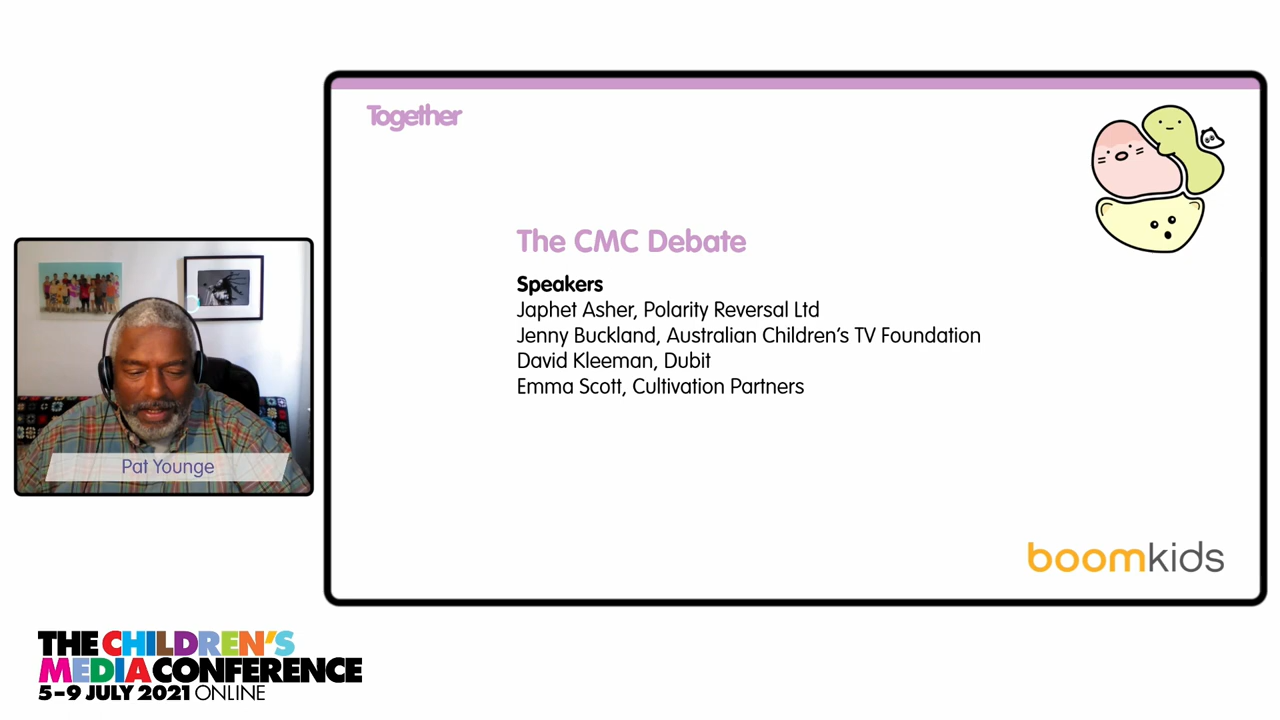 Together
The CMC Debate
Speakers
Japhet Asher, Polarity Reversal Ltd
Jenny Buckland, Australian Children's TV Foundation
David Kleeman, Dubit
Emma Scott, Cultivation Partners
Pat Younge
boomkids
THE CHILDREN'S
MEDIA CONFERENCE
5-9 JULY 2021 ONLINE